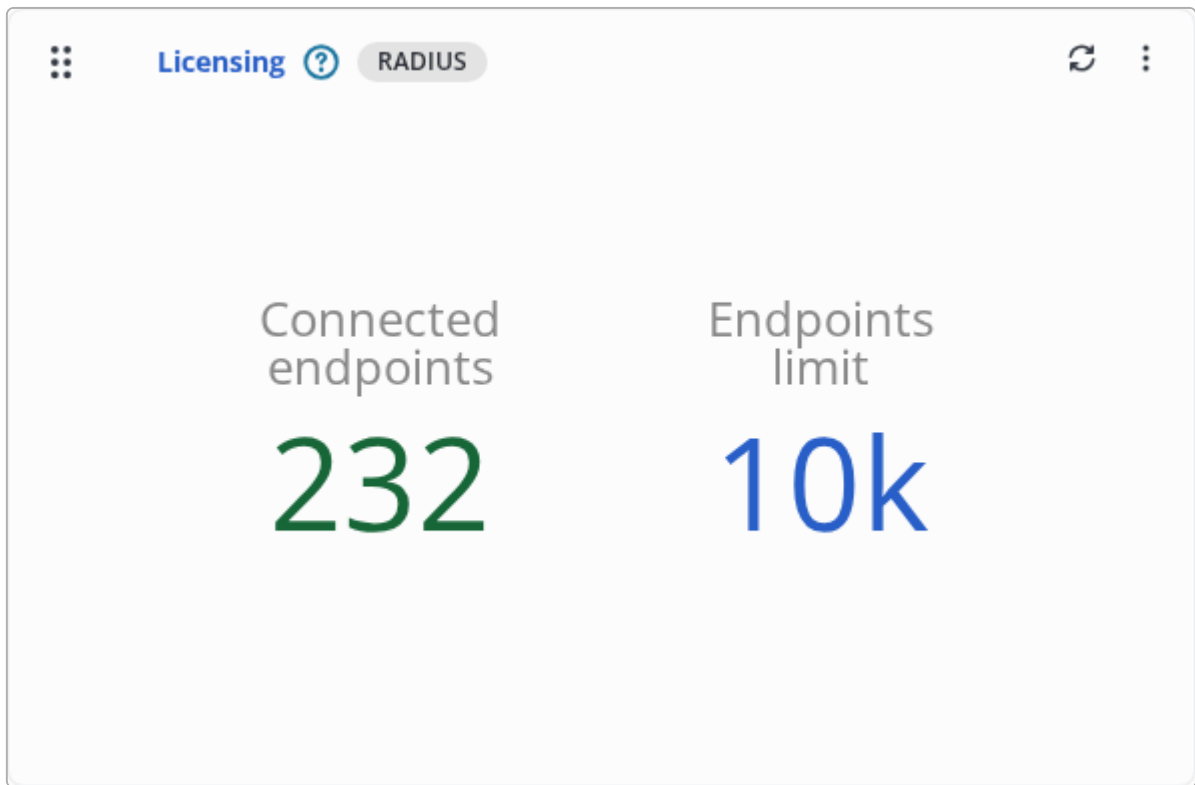 Licensing ? RADIUS
Connected endpoints
232
Endpoints limit
10k